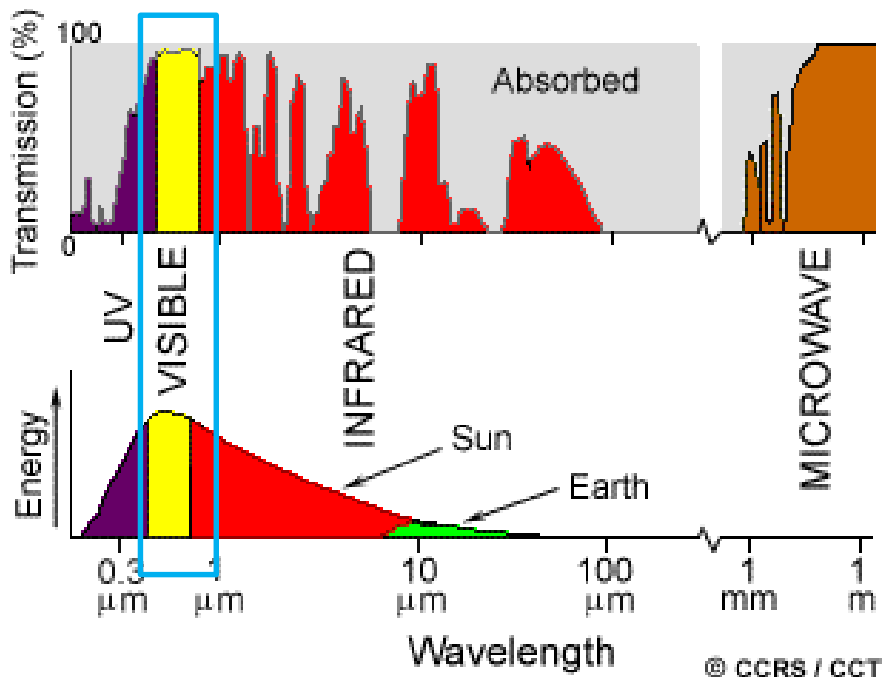 Transmission (%)
100
0
Absorbed
UV
VISIBLE
INFRARED
MICROWAVE
Energy
Sun
Earth
0.3 μm
1 μm
10 μm
100 μm
1 mm
1 m
Wavelength
© CCRS / CCT